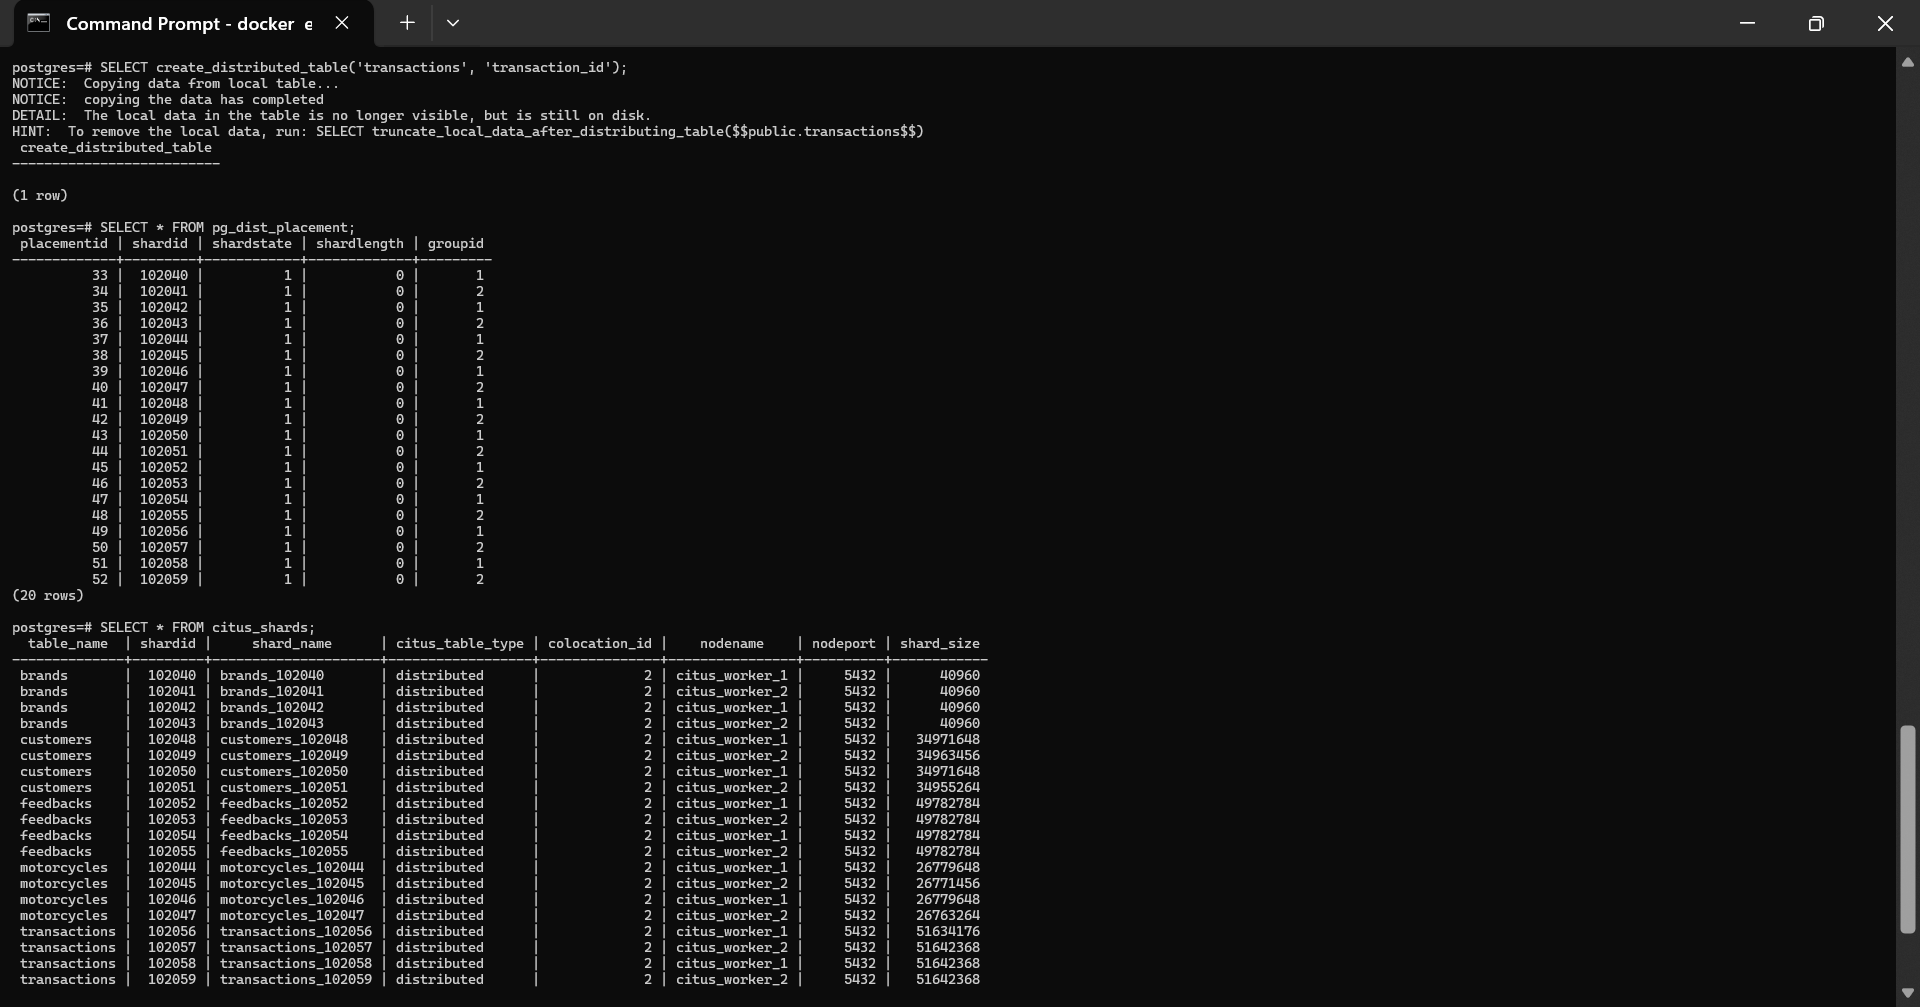 Command Prompt - docker e
postgres=# SELECT create_distributed_table('transactions', 'transaction_id');
NOTICE:  Copying data from local table...
NOTICE:  copying the data has completed
DETAIL:  The local data in the table is no longer visible, but is still on disk.
HINT:  To remove the local data, run: SELECT truncate_local_data_after_distributing_table($$public.transactions$$)
 create_distributed_table
--------------------------

(1 row)

postgres=# SELECT * FROM pg_dist_placement;
 placementid | shardid | shardstate | shardlength | groupid
-------------+---------+------------+-------------+---------
          33 |  102040 |          1 |           0 |       1
          34 |  102041 |          1 |           0 |       2
          35 |  102042 |          1 |           0 |       1
          36 |  102043 |          1 |           0 |       2
          37 |  102044 |          1 |           0 |       1
          38 |  102045 |          1 |           0 |       2
          39 |  102046 |          1 |           0 |       1
          40 |  102047 |          1 |           0 |       2
          41 |  102048 |          1 |           0 |       1
          42 |  102049 |          1 |           0 |       2
          43 |  102050 |          1 |           0 |       1
          44 |  102051 |          1 |           0 |       2
          45 |  102052 |          1 |           0 |       1
          46 |  102053 |          1 |           0 |       2
          47 |  102054 |          1 |           0 |       1
          48 |  102055 |          1 |           0 |       2
          49 |  102056 |          1 |           0 |       1
          50 |  102057 |          1 |           0 |       2
          51 |  102058 |          1 |           0 |       1
          52 |  102059 |          1 |           0 |       2
(20 rows)

postgres=# SELECT * FROM citus_shards;
  table_name  | shardid |     shard_name      | citus_table_type | colocation_id |    nodename    | nodeport | shard_size
--------------+---------+---------------------+------------------+---------------+----------------+----------+------------
 brands       |  102040 | brands_102040       | distributed      |             2 | citus_worker_1 |     5432 |      40960
 brands       |  102041 | brands_102041       | distributed      |             2 | citus_worker_2 |     5432 |      40960
 brands       |  102042 | brands_102042       | distributed      |             2 | citus_worker_1 |     5432 |      40960
 brands       |  102043 | brands_102043       | distributed      |             2 | citus_worker_2 |     5432 |      40960
 customers    |  102048 | customers_102048    | distributed      |             2 | citus_worker_1 |     5432 |   34971648
 customers    |  102049 | customers_102049    | distributed      |             2 | citus_worker_2 |     5432 |   34963456
 customers    |  102050 | customers_102050    | distributed      |             2 | citus_worker_1 |     5432 |   34971648
 customers    |  102051 | customers_102051    | distributed      |             2 | citus_worker_2 |     5432 |   34955264
 feedbacks    |  102052 | feedbacks_102052    | distributed      |             2 | citus_worker_1 |     5432 |   49782784
 feedbacks    |  102053 | feedbacks_102053    | distributed      |             2 | citus_worker_2 |     5432 |   49782784
 feedbacks    |  102054 | feedbacks_102054    | distributed      |             2 | citus_worker_1 |     5432 |   49782784
 feedbacks    |  102055 | feedbacks_102055    | distributed      |             2 | citus_worker_2 |     5432 |   49782784
 motorcycles  |  102044 | motorcycles_102044  | distributed      |             2 | citus_worker_1 |     5432 |   26779648
 motorcycles  |  102045 | motorcycles_102045  | distributed      |             2 | citus_worker_2 |     5432 |   26771456
 motorcycles  |  102046 | motorcycles_102046  | distributed      |             2 | citus_worker_1 |     5432 |   26779648
 motorcycles  |  102047 | motorcycles_102047  | distributed      |             2 | citus_worker_2 |     5432 |   26763264
 transactions |  102056 | transactions_102056 | distributed      |             2 | citus_worker_1 |     5432 |   51634176
 transactions |  102057 | transactions_102057 | distributed      |             2 | citus_worker_2 |     5432 |   51642368
 transactions |  102058 | transactions_102058 | distributed      |             2 | citus_worker_1 |     5432 |   51642368
 transactions |  102059 | transactions_102059 | distributed      |             2 | citus_worker_2 |     5432 |   51642368